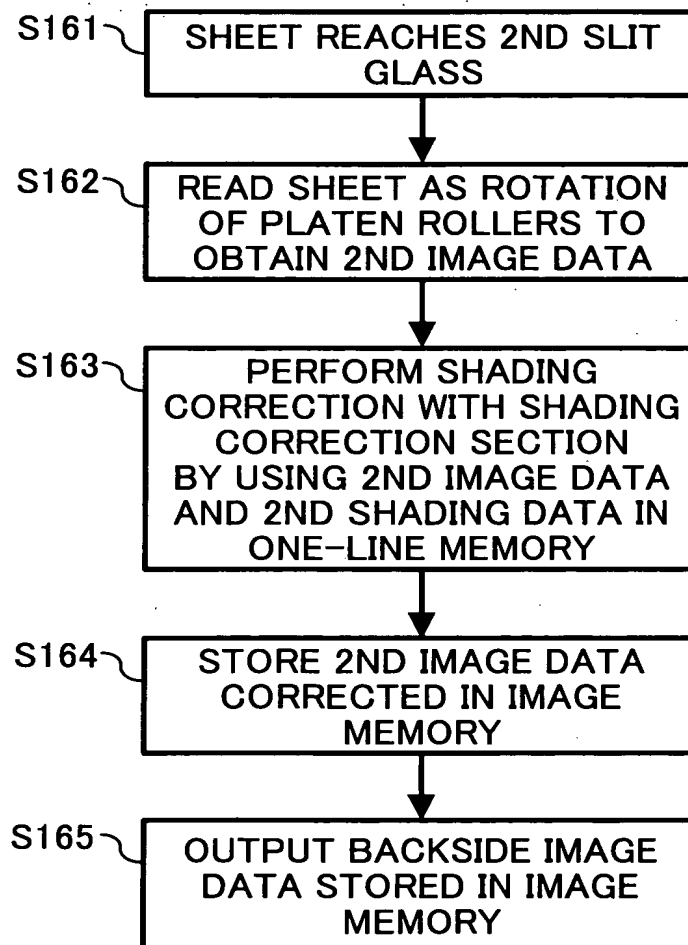 S161
SHEET REACHES 2ND SLIT
GLASS
S162
READ SHEET AS ROTATION
OF PLATEN ROLLERS TO
OBTAIN 2ND IMAGE DATA
S163
PERFORM SHADING
CORRECTION WITH SHADING
CORRECTION SECTION
BY USING 2ND IMAGE DATA
AND 2ND SHADING DATA IN
ONE-LINE MEMORY
S164
STORE 2ND IMAGE DATA
CORRECTED IN IMAGE
MEMORY
S165
OUTPUT BACKSIDE IMAGE
DATA STORED IN IMAGE
MEMORY